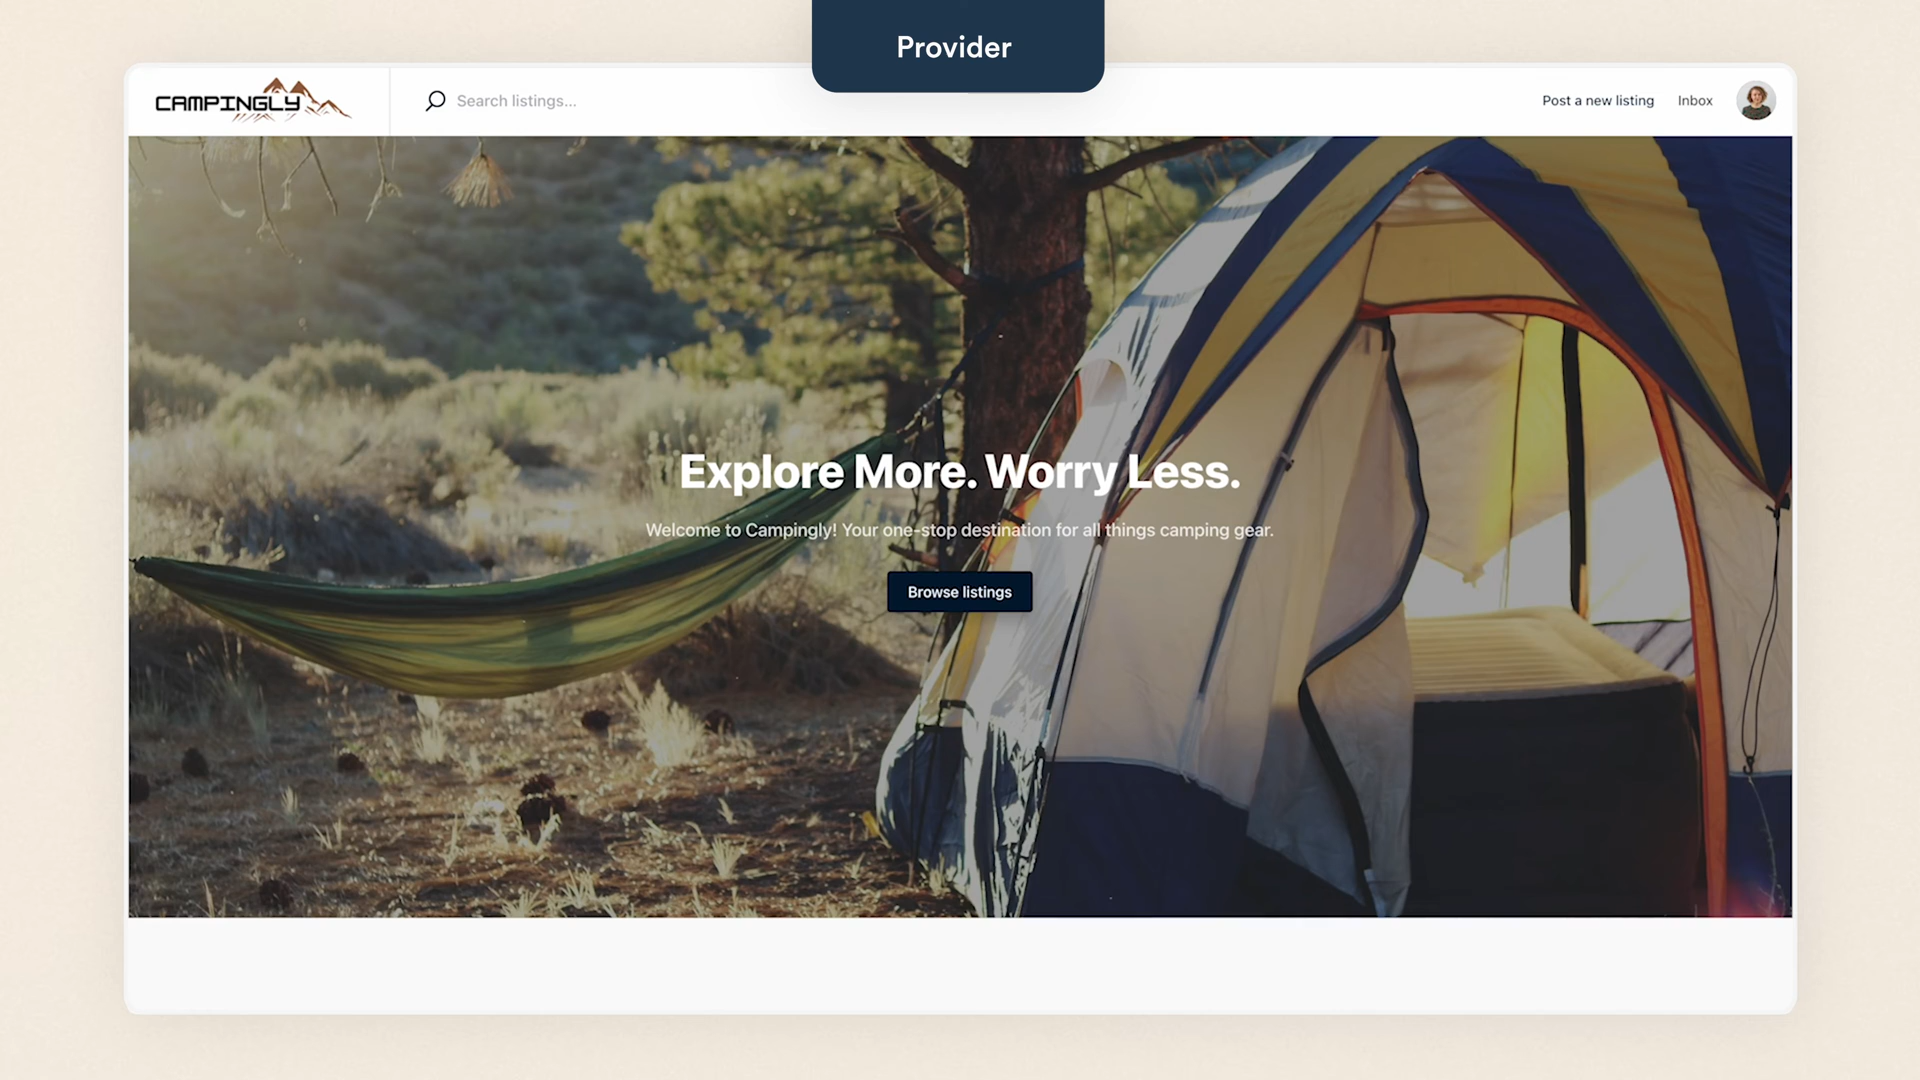 Provider
CAMPINGLY
Search listings...
Post a new listing
Inbox
Explore More. Worry Less.
Welcome to Campingly! Your one-stop destination for all things camping gear.
Browse listings